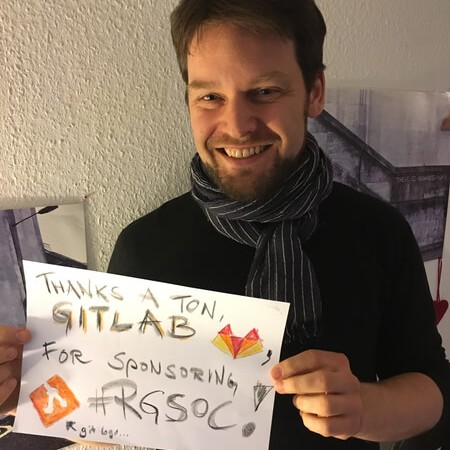 THANKS A TON,
GITLAB
FOR SPONSORING
#RGSOC.
git logo...